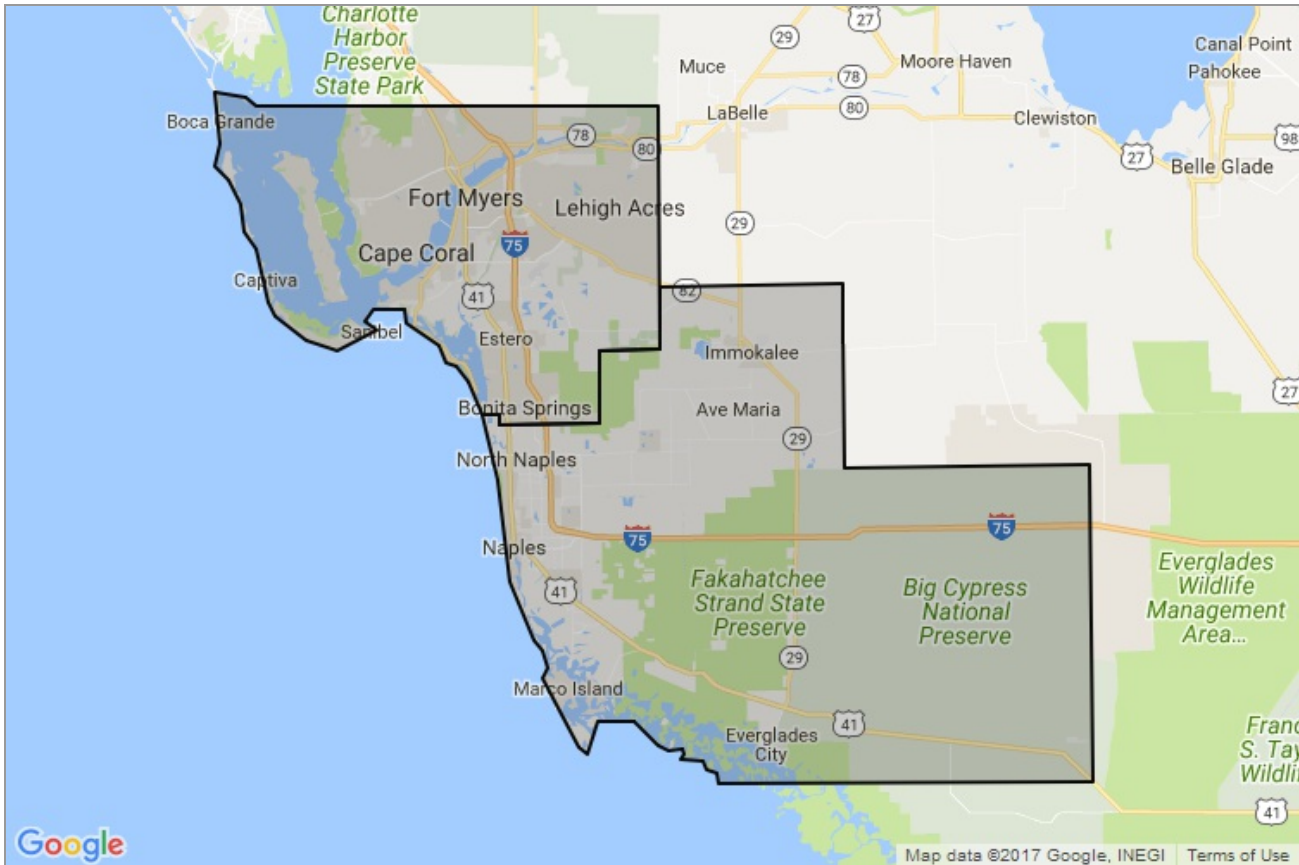 Charlotte
Harbor
Preserve
State Park
27
29
Canal Point
Muce
Moore Haven
Pahokee
78
Boca Grande
LaBelle
80
Clewiston
78
80
98
27
Belle Glade
Fort Myers
Lehigh Acres
29
75
Cape Coral
Captiva
41
82
Sanibel
Estero
Immokalee
27
Bonita Springs
Ave Maria
29
North Naples
75
75
Naples
Everglades
Wildlife
Management
Area...
41
Fakahatchee
Strand State
Preserve
Big Cypress
National
Preserve
29
Marco Island
41
Everglades
City
Franc
S. Tay
Wildli
41
Google
Map data ©2017 Google, INEGI
Terms of Use